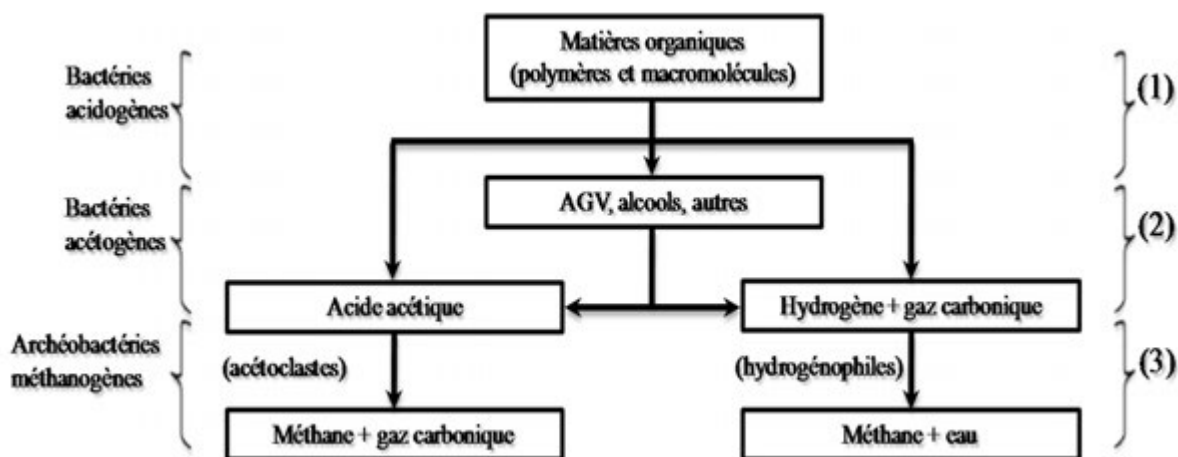 Matières organiques
(polymères et macromolécules)
Bactéries
acidogènes
(1)
AGV, alcools, autres
Bactéries
acétogènes
(2)
Acide acétique
Hydrogène + gaz carbonique
Archéobactéries
méthanogènes
(acétoclastes)
(hydrogénophiles)
(3)
Méthane + gaz carbonique
Méthane + eau